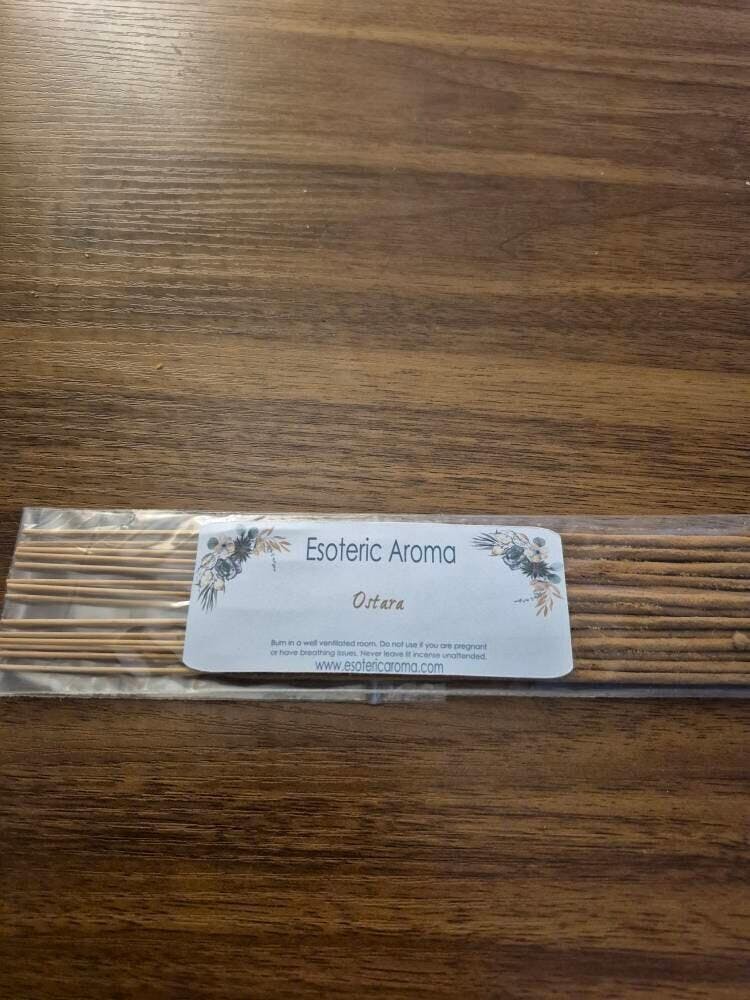 Esoteric Aroma
Ostara
Burn in a well ventilated room. Do not use if you are pregnant
or have breathing issues. Never leave lit incense unattended.
www.esotericaroma.com